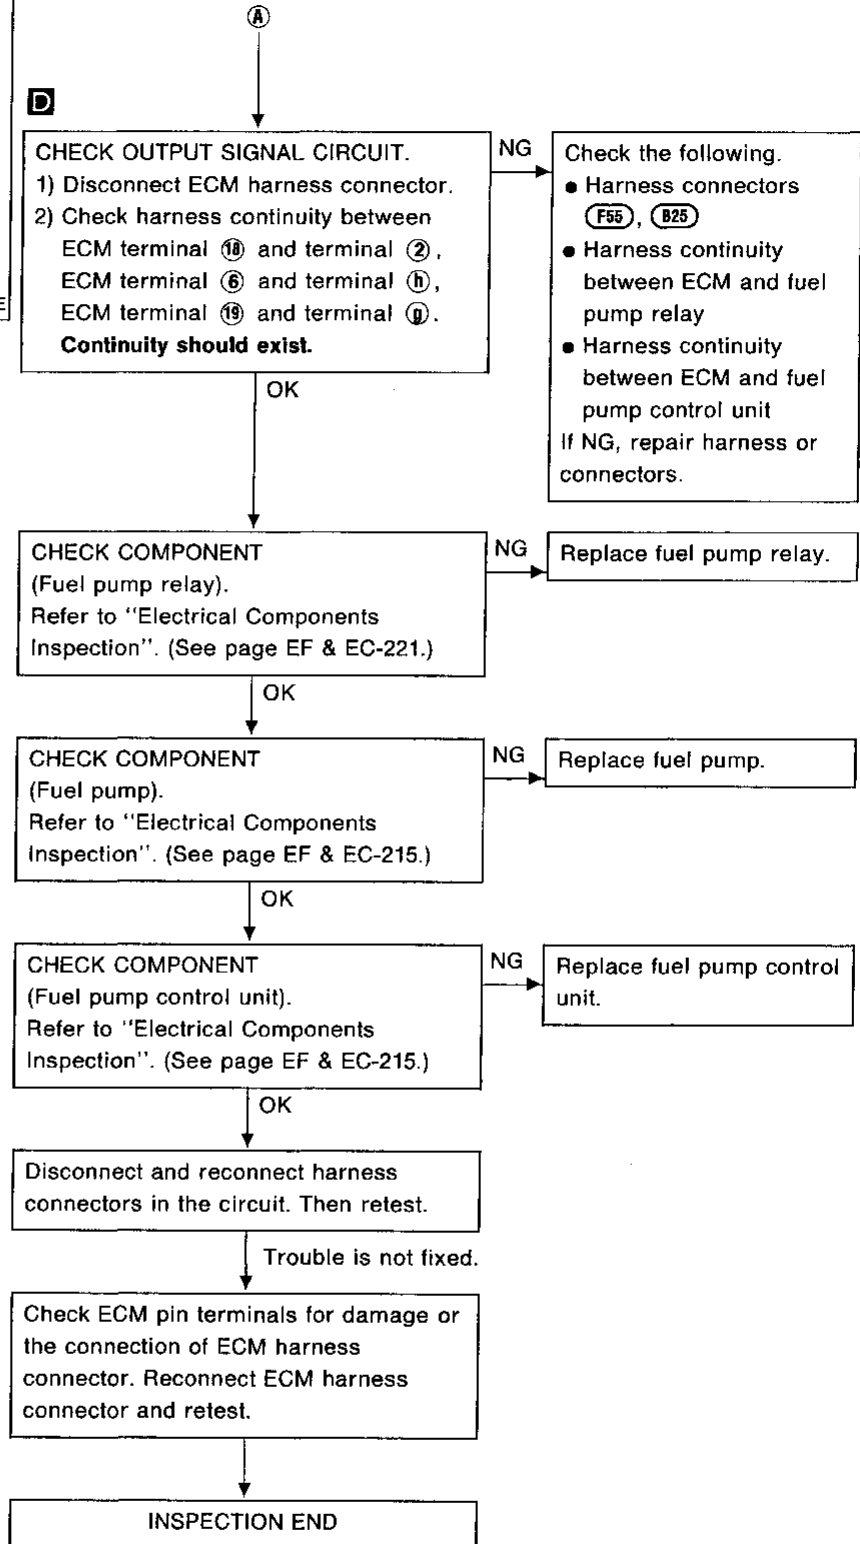 Ⓐ
D
CHECK OUTPUT SIGNAL CIRCUIT.
1) Disconnect ECM harness connector.
2) Check harness continuity between
ECM terminal ⑱ and terminal ②,
ECM terminal ⑥ and terminal ⓗ,
ECM terminal ⑲ and terminal ⓖ.
Continuity should exist.
NG
Check the following.
● Harness connectors
F55, B25
● Harness continuity
between ECM and fuel
pump relay
● Harness continuity
between ECM and fuel
pump control unit
If NG, repair harness or
connectors.
OK
CHECK COMPONENT
(Fuel pump relay).
Refer to "Electrical Components
Inspection". (See page EF & EC-221.)
NG
Replace fuel pump relay.
OK
CHECK COMPONENT
(Fuel pump).
Refer to "Electrical Components
Inspection". (See page EF & EC-215.)
NG
Replace fuel pump.
OK
CHECK COMPONENT
(Fuel pump control unit).
Refer to "Electrical Components
Inspection". (See page EF & EC-215.)
NG
Replace fuel pump control
unit.
OK
Disconnect and reconnect harness
connectors in the circuit. Then retest.
Trouble is not fixed.
Check ECM pin terminals for damage or
the connection of ECM harness
connector. Reconnect ECM harness
connector and retest.
INSPECTION END